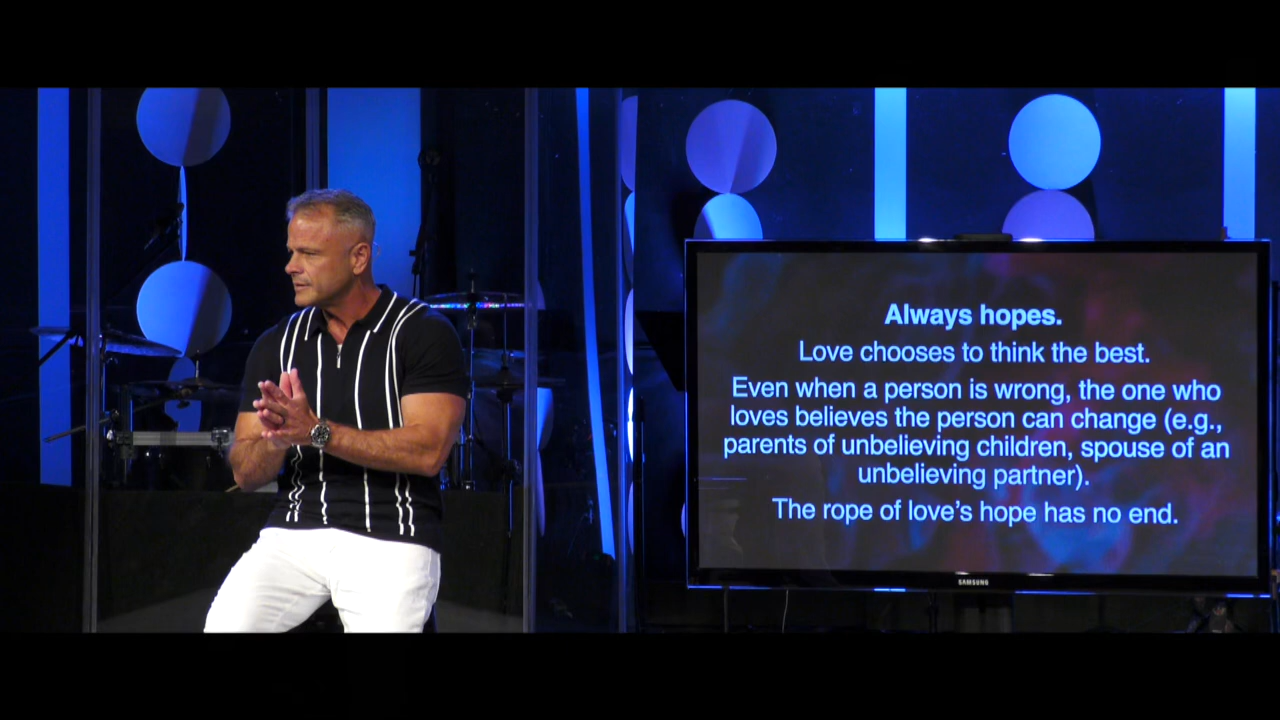 Always hopes.
Love chooses to think the best.
Even when a person is wrong, the one who
loves believes the person can change (e.g.,
parents of unbelieving children, spouse of an
unbelieving partner).
The rope of love's hope has no end.
SAMSUNG